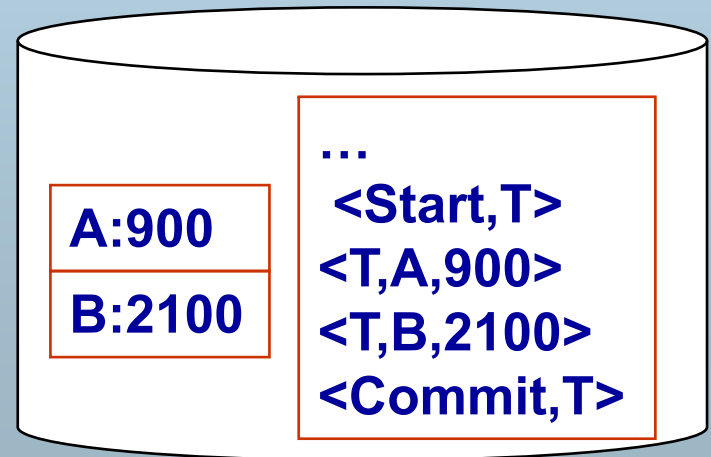 A:900
B:2100
…
<Start,T>
<T,A,900>
<T,B,2100>
<Commit,T>